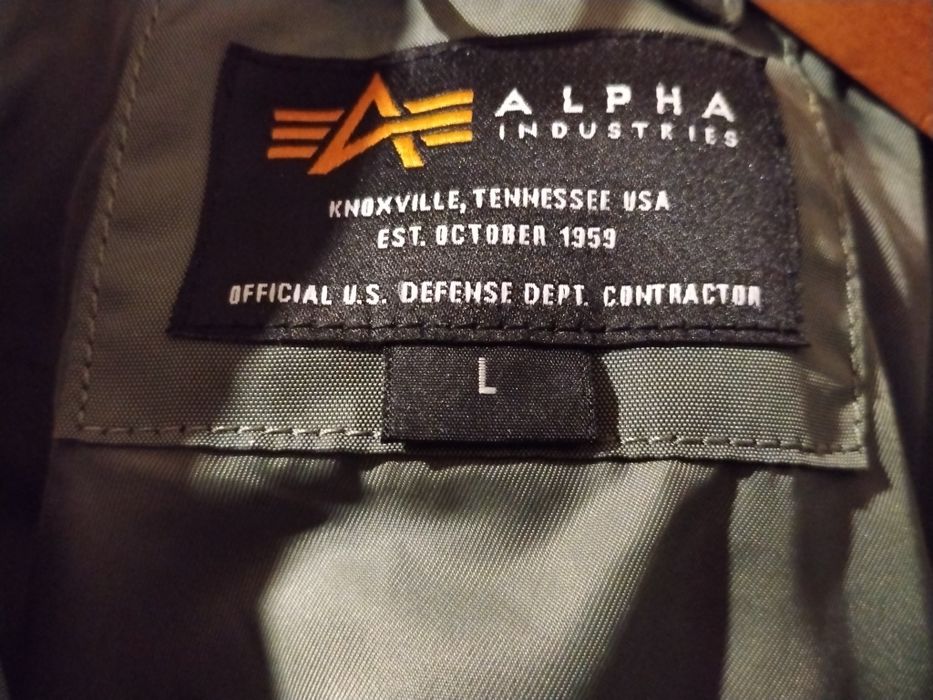 ALPHA
INDUSTRIES
KNOXVILLE, TENNESSEE USA
EST. OCTOBER 1959
OFFICIAL U.S. DEFENSE DEPT. CONTRACTOR
L